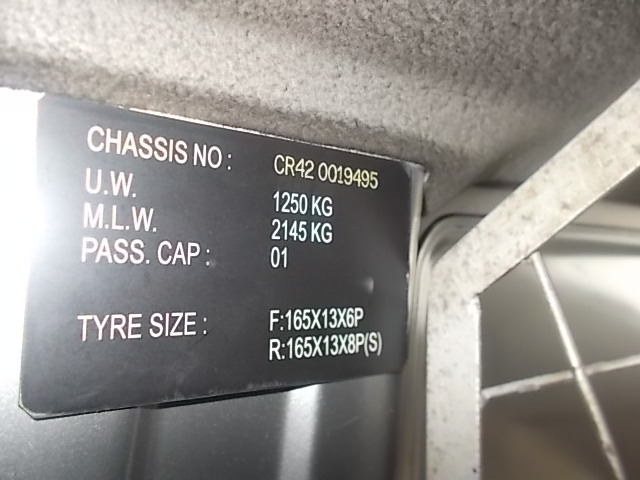 CHASSIS NO : CR42 0019495
U.W. 1250 KG
M.L.W. 2145 KG
PASS. CAP : 01
TYRE SIZE : F:165X13X6P
R:165X13X8P(S)